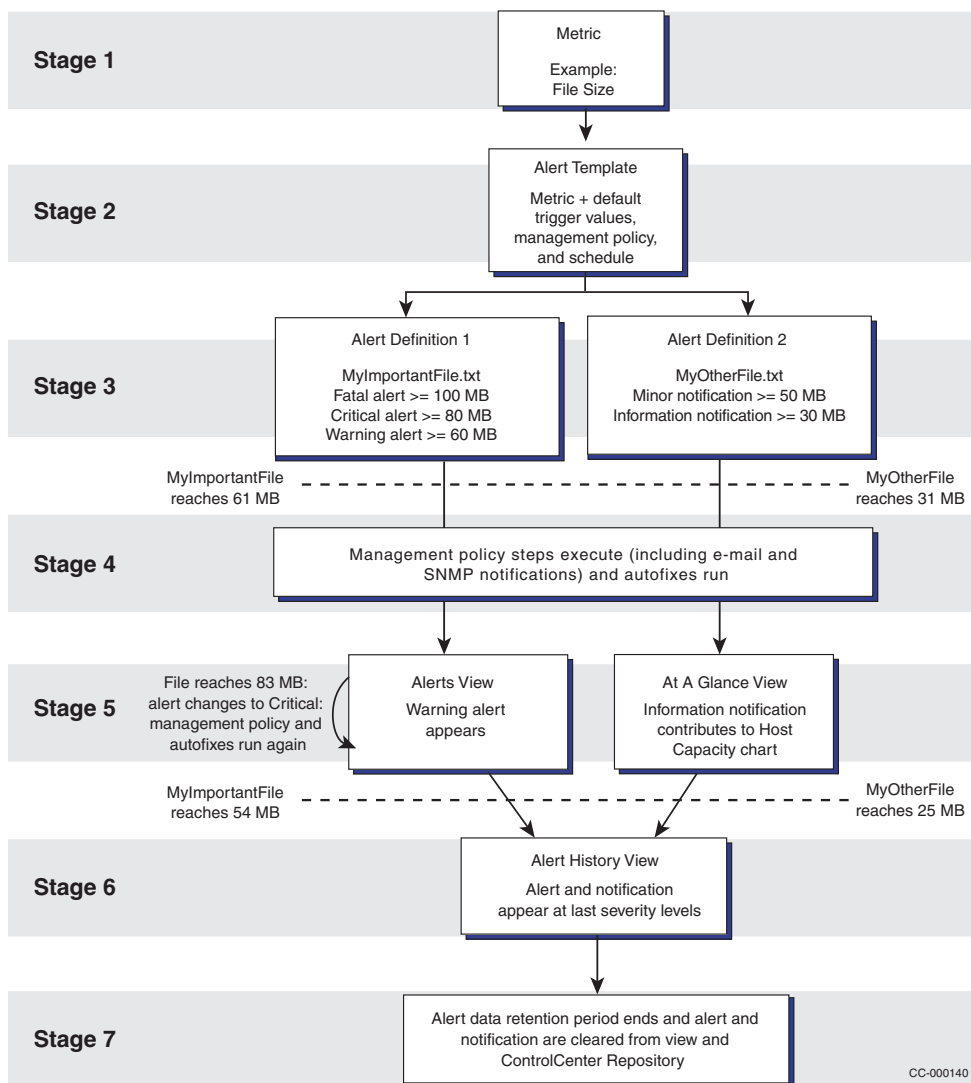 Stage 1
Metric
Example:
File Size
Stage 2
Alert Template
Metric + default
trigger values,
management policy,
and schedule
Stage 3
Alert Definition 1
MyImportantFile.txt
Fatal alert >= 100 MB
Critical alert >= 80 MB
Warning alert >= 60 MB
Alert Definition 2
MyOtherFile.txt
Minor notification >= 50 MB
Information notification >= 30 MB
MyImportantFile
reaches 61 MB
MyOtherFile
reaches 31 MB
Stage 4
Management policy steps execute (including e-mail and
SNMP notifications) and autofixes run
Stage 5
File reaches 83 MB:
alert changes to Critical:
management policy and
autofixes run again
Alerts View
Warning alert
appears
At A Glance View
Information notification
contributes to Host
Capacity chart
MyImportantFile
reaches 54 MB
MyOtherFile
reaches 25 MB
Stage 6
Alert History View
Alert and notification
appear at last severity levels
Stage 7
Alert data retention period ends and alert and
notification are cleared from view and
ControlCenter Repository
CC-000140